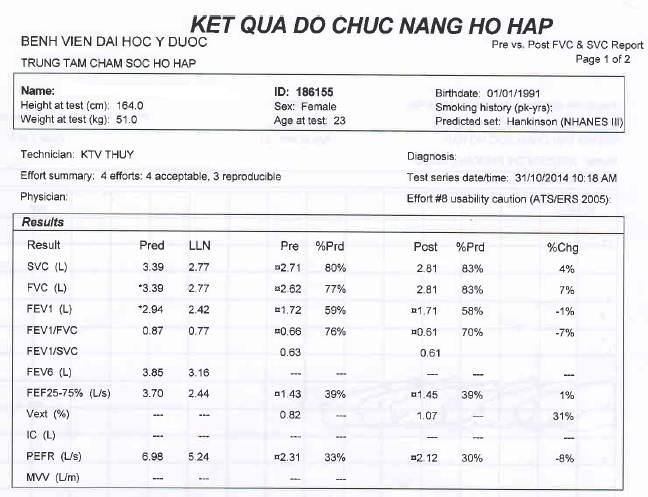 KET QUA DO CHUC NANG HO HAP
BENH VIEN DAI HOC Y DUOC
Pre vs. Post FVC & SVC Report
TRUNG TAM CHAM SOC HO HAP
Page 1 of 2
Name: ID: 186155 Birthdate: 01/01/1991
Height at test (cm): 164.0 Sex: Female Smoking history (pk-yrs):
Weight at test (kg): 51.0 Age at test: 23 Predicted set: Hankinson (NHANES III)
Technician: KTV THUY Diagnosis:
Effort summary: 4 efforts: 4 acceptable, 3 reproducible Test series date/time: 31/10/2014 10:18 AM
Physician: Effort #8 usability caution (ATS/ERS 2005):
Results
Result Pred LLN Pre %Prd Post %Prd %Chg
SVC (L) 3.39 2.77 ¤2.71 80% 2.81 83% 4%
FVC (L) *3.39 2.77 ¤2.62 77% 2.81 83% 7%
FEV1 (L) *2.94 2.42 ¤1.72 59% ¤1.71 58% -1%
FEV1/FVC 0.87 0.77 ¤0.66 76% ¤0.61 70% -7%
FEV1/SVC 0.63 0.61
FEV6 (L) 3.85 3.16 --- --- --- --- ---
FEF25-75% (L/s) 3.70 2.44 ¤1.43 39% ¤1.45 39% 1%
Vext (%) --- --- 0.82 --- 1.07 --- 31%
IC (L) --- --- --- --- --- --- ---
PEFR (L/s) 6.98 5.24 ¤2.31 33% ¤2.12 30% -8%
MVV (L/m) --- --- --- --- --- --- ---